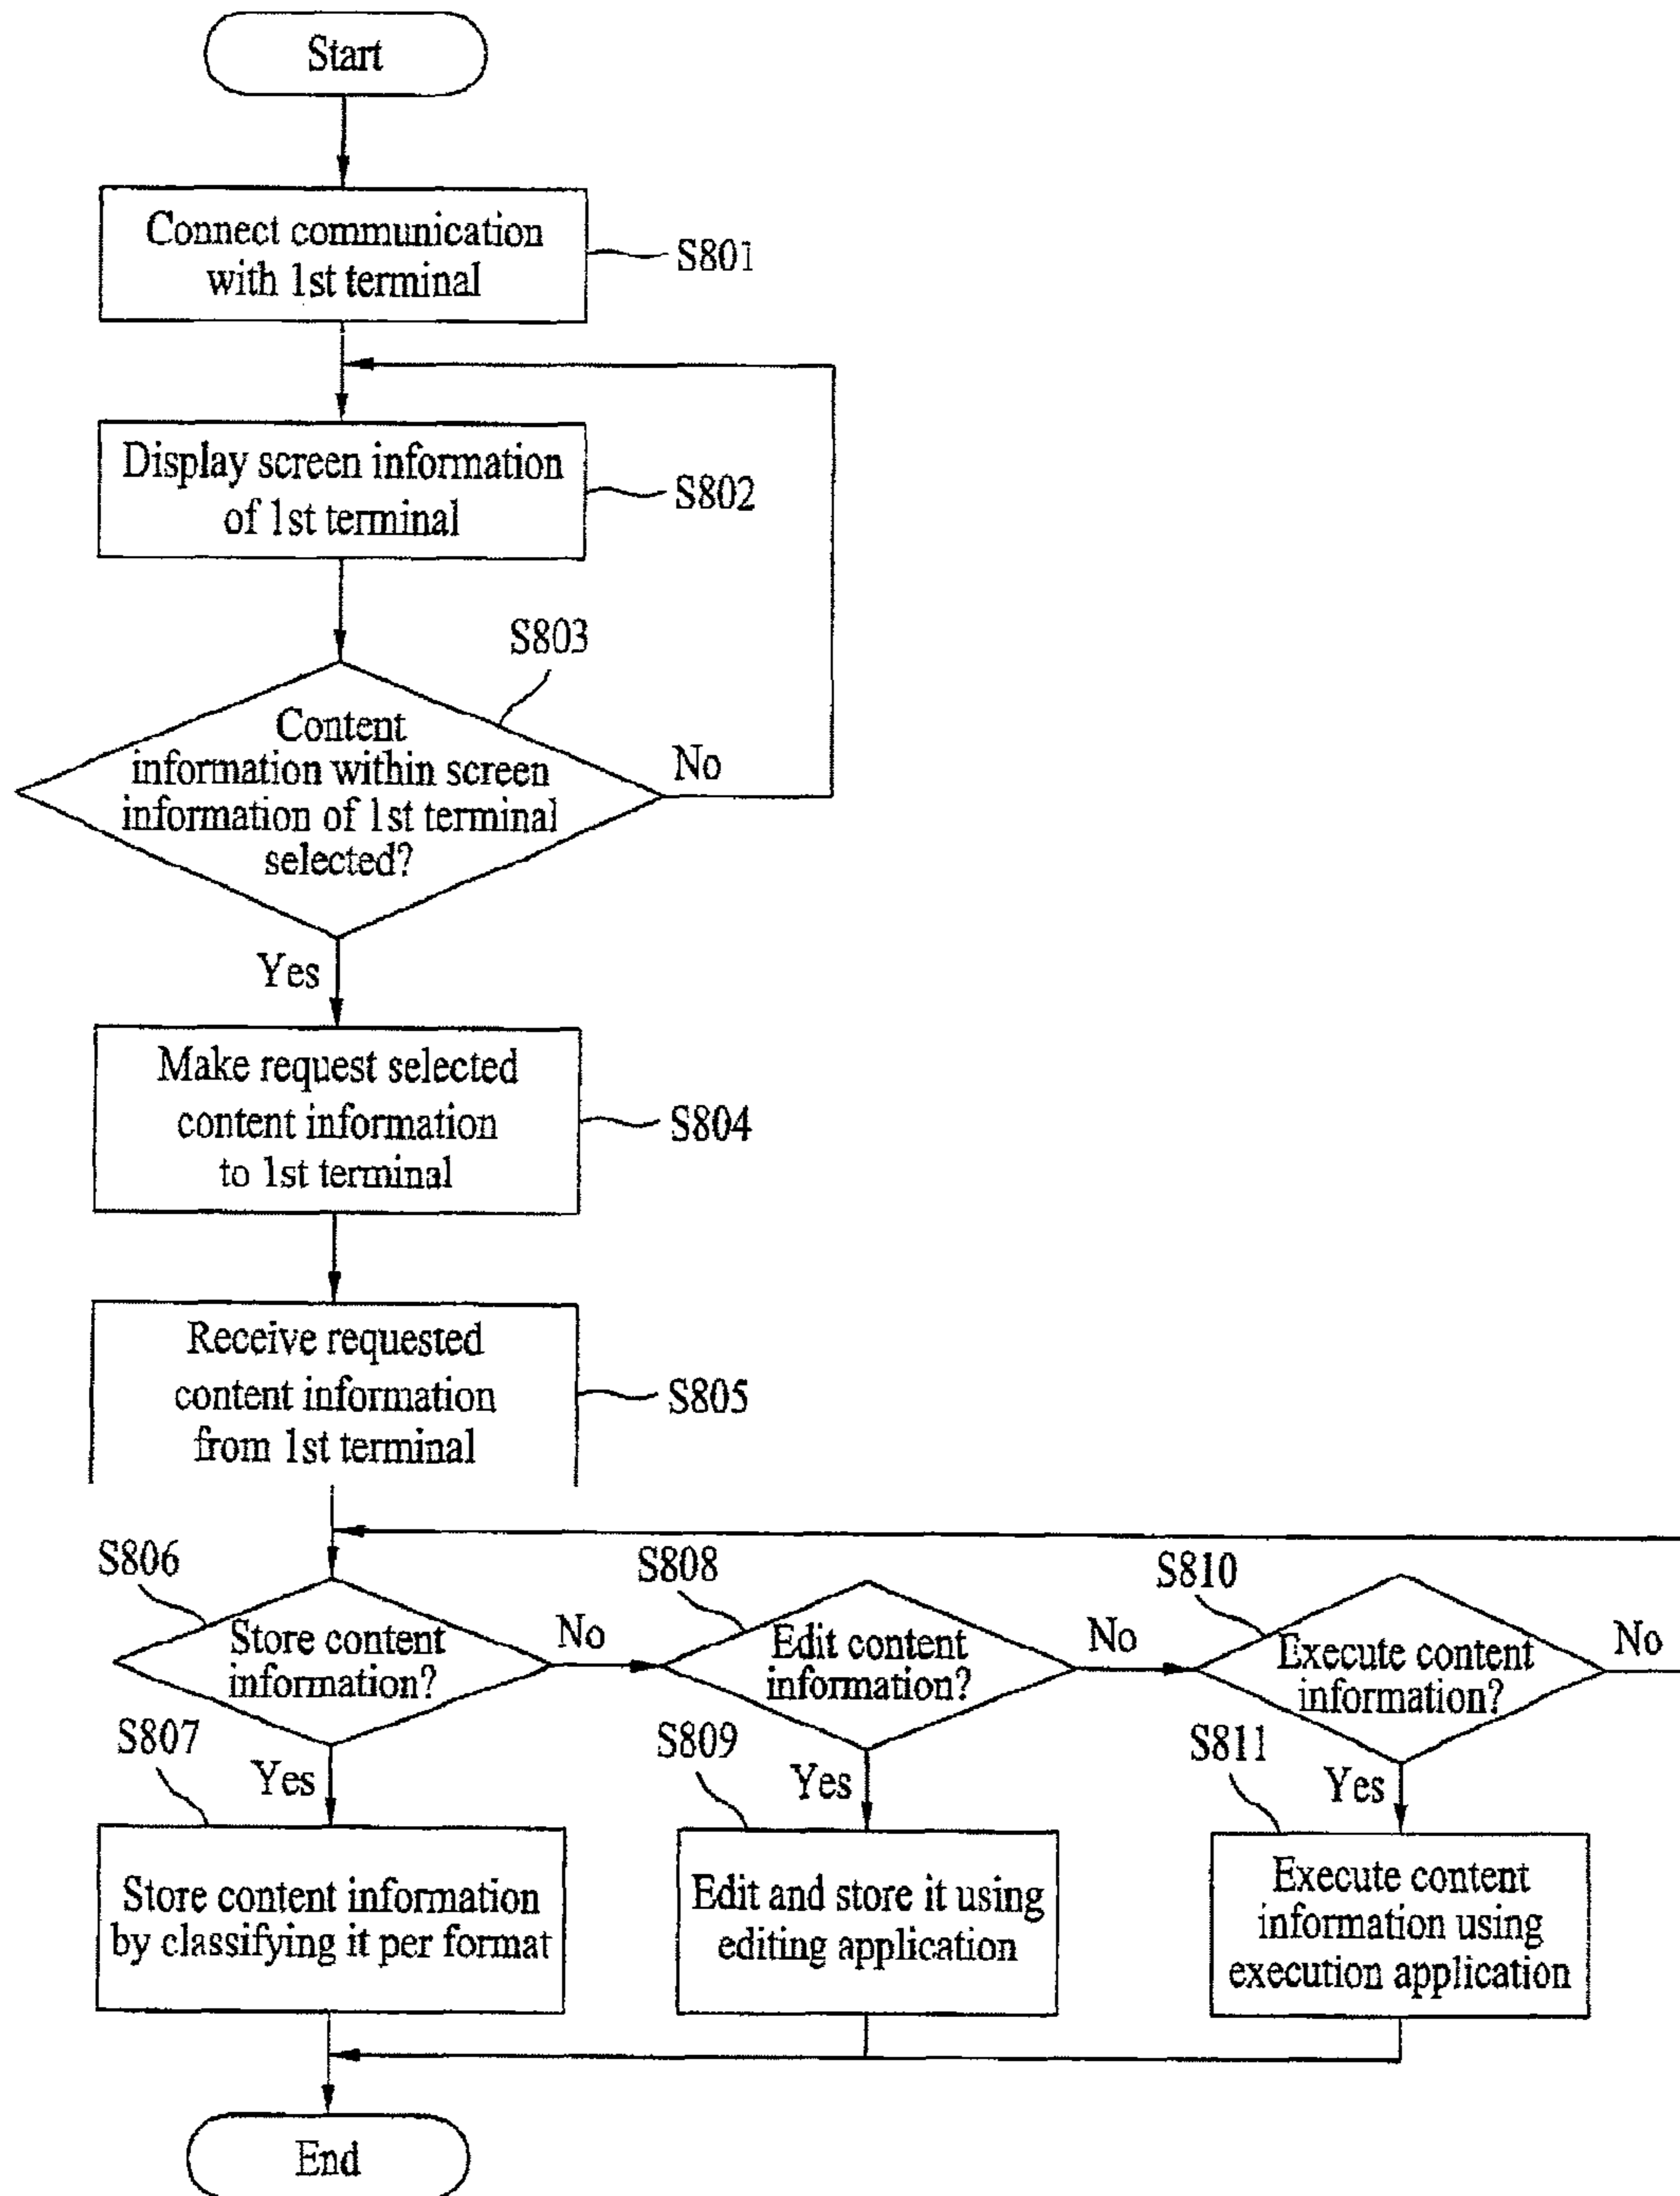 Start
Connect communication
with 1st terminal
S801
Display screen information
of 1st terminal
S802
S803
Content
information within screen
information of 1st terminal
selected?
No
Yes
Make request selected
content information
to 1st terminal
S804
Receive requested
content information
from 1st terminal
S805
S806
Store content
information?
No
S808
Edit content
information?
No
S810
Execute content
information?
No
S807
Yes
Store content information
by classifying it per format
S809
Yes
Edit and store it using
editing application
S811
Yes
Execute content
information using
execution application
End